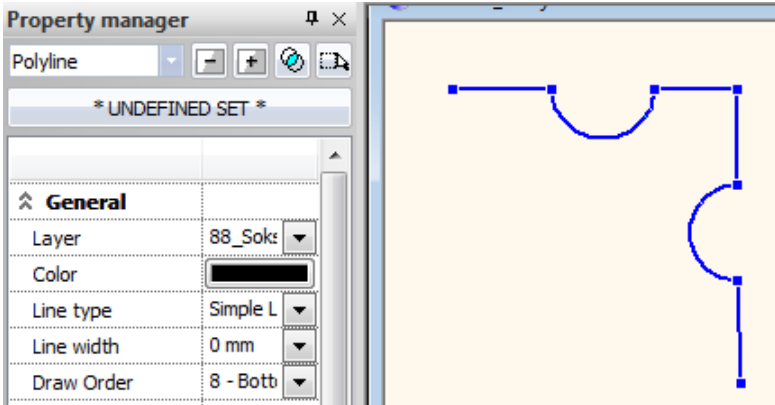 Property manager
Polyline
* UNDEFINED SET *
General
Layer 88_Soks
Color
Line type Simple L
Line width 0 mm
Draw Order 8 - Bott